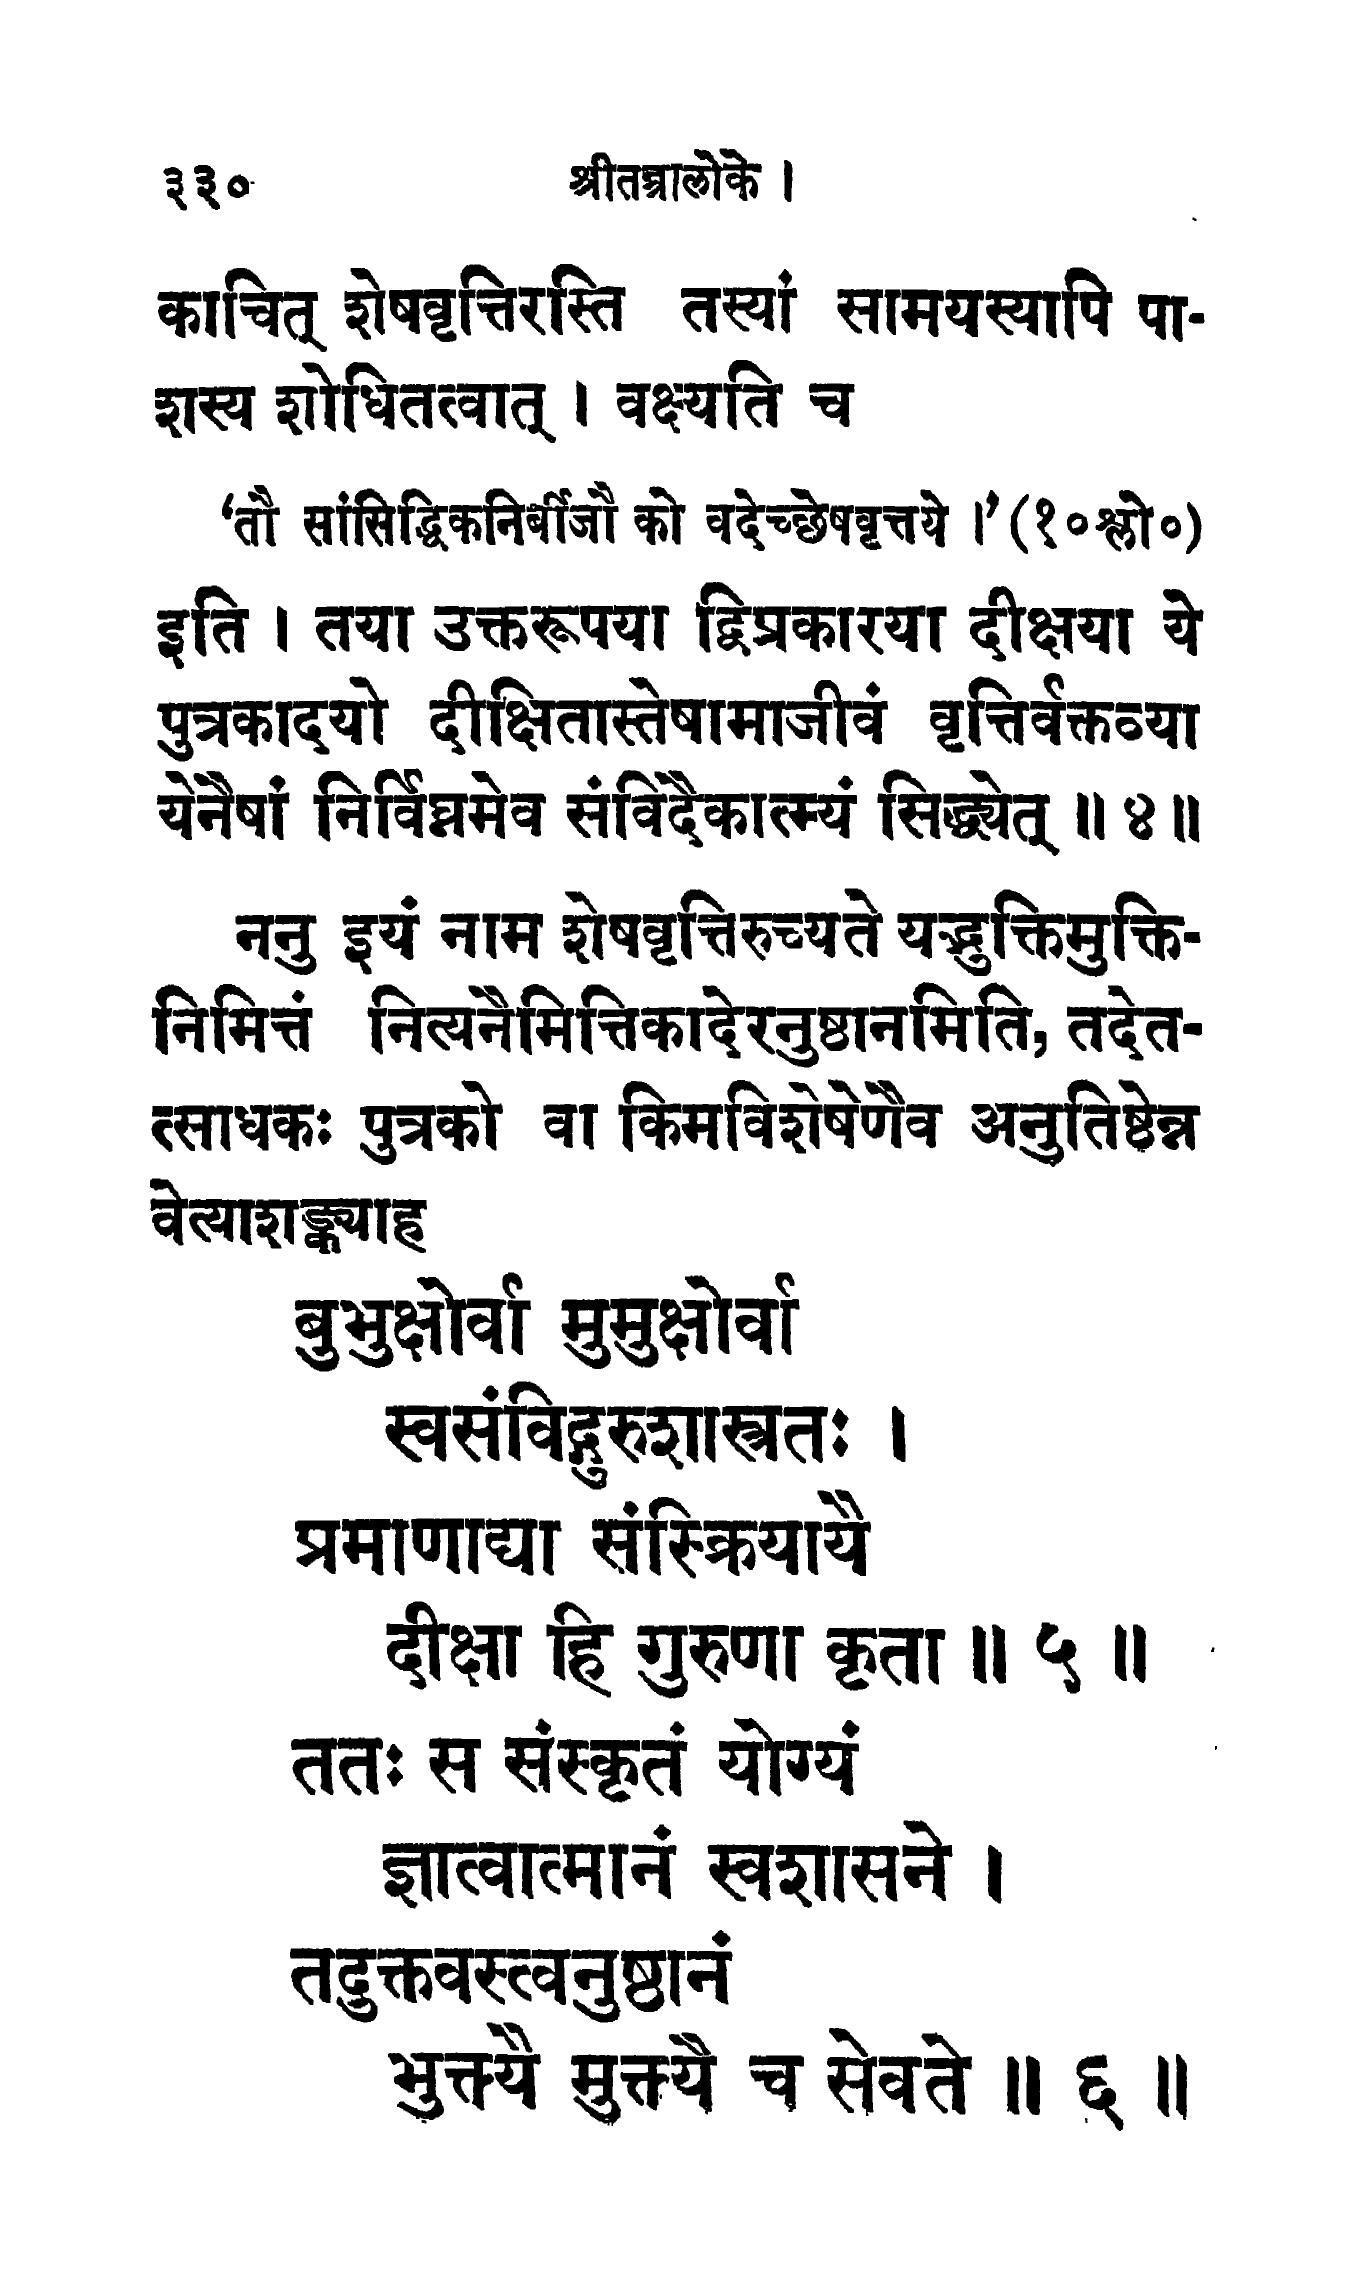 ३३०
श्रीतन्त्रालोके ।
काचित् शेषवृत्तिरस्ति तस्यां सामयस्यापि पा-
शस्य शोधितत्वात् । वक्ष्यति च
‘तौ सांसिद्धिकनिर्बीजौ को वदेच्छेषवृत्तये ।’ (१०श्लो०)
इति । तया उक्तरूपया द्विप्रकारया दीक्षया ये
पुत्रकादयो दीक्षितास्तेषामाजीवं वृत्तिर्वक्तव्या
येनैषां निर्विघ्नमेव संविदैकात्म्यं सिद्ध्येत् ॥ ४ ॥
ननु इयं नाम शेषवृत्तिरुच्यते यद्भुक्तिमुक्ति-
निमित्तं नित्यनैमित्तिकादेरनुष्ठानमिति, तदेत-
त्साधकः पुत्रको वा किमविशेषेणैव अनुतिष्ठेन्न
वेत्याशङ्क्याह
बुभुक्षोर्वा मुमुक्षोर्वा
स्वसंविद्गुरुशास्त्रतः ।
प्रमाणाद्या संस्क्रियायै
दीक्षा हि गुरुणा कृता ॥ ५ ॥
ततः स संस्कृतं योग्यं
ज्ञात्वात्मानं स्वशासने ।
तदुक्तवस्त्वनुष्ठानं
भुक्त्यै मुक्त्यै च सेवते ॥ ६ ॥